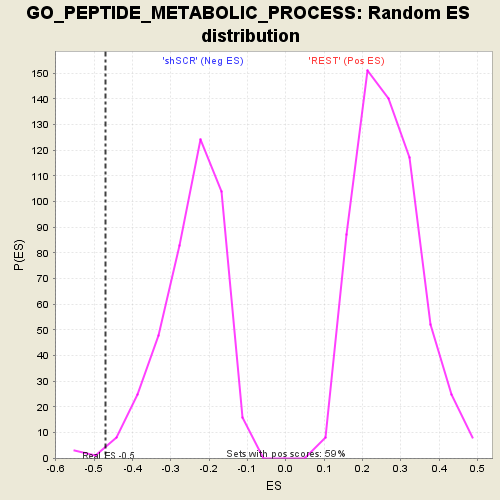 GO_PEPTIDE_METABOLIC_PROCESS: Random ES
distribution
'shSCR' (Neg ES) 'REST' (Pos ES)
P(ES)
150
140
130
120
110
100
90
80
70
60
50
40
30
20
10
0
Real ES -0.5 Sets with pos scores: 59%
-0.6 -0.5 -0.4 -0.3 -0.2 -0.1 0.0 0.1 0.2 0.3 0.4 0.5
ES